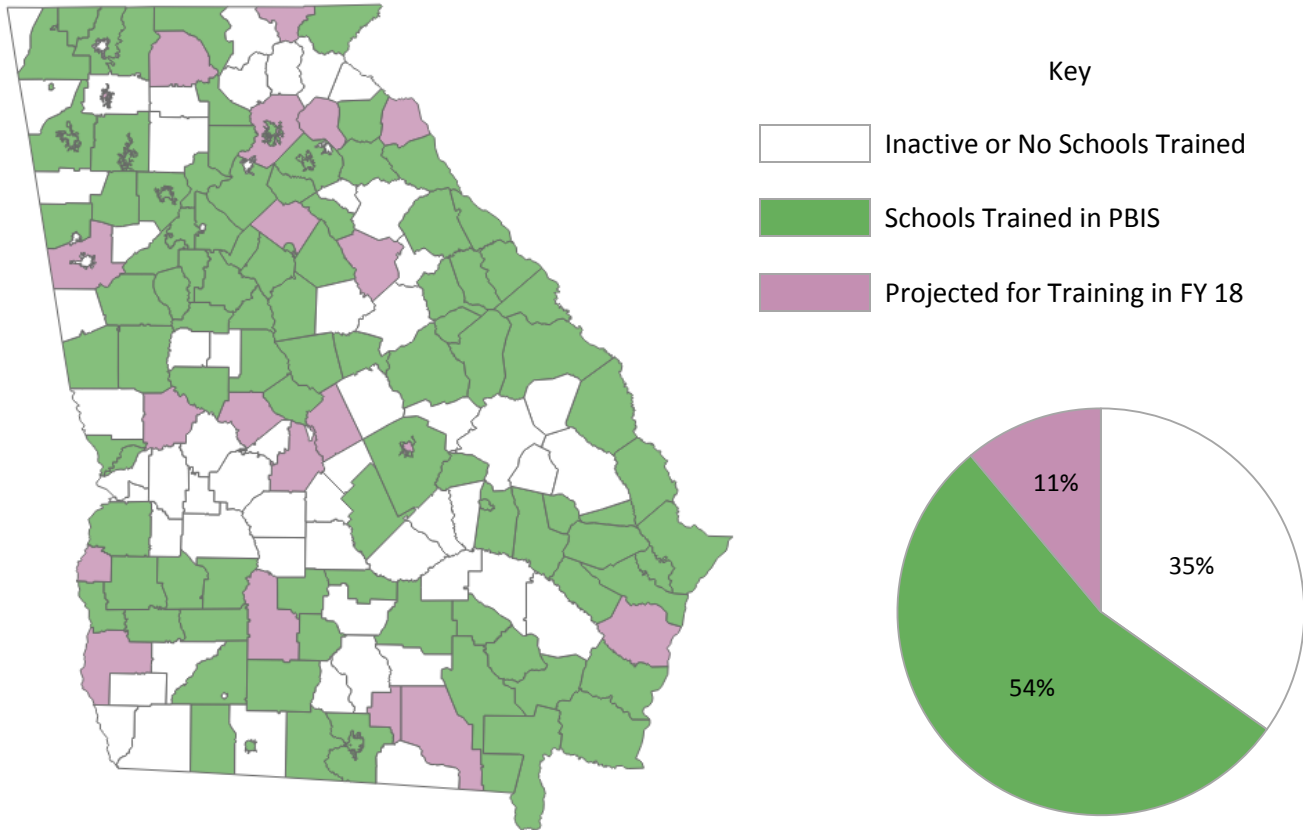 Key
Inactive or No Schools Trained
Schools Trained in PBIS
Projected for Training in FY 18
11%
35%
54%